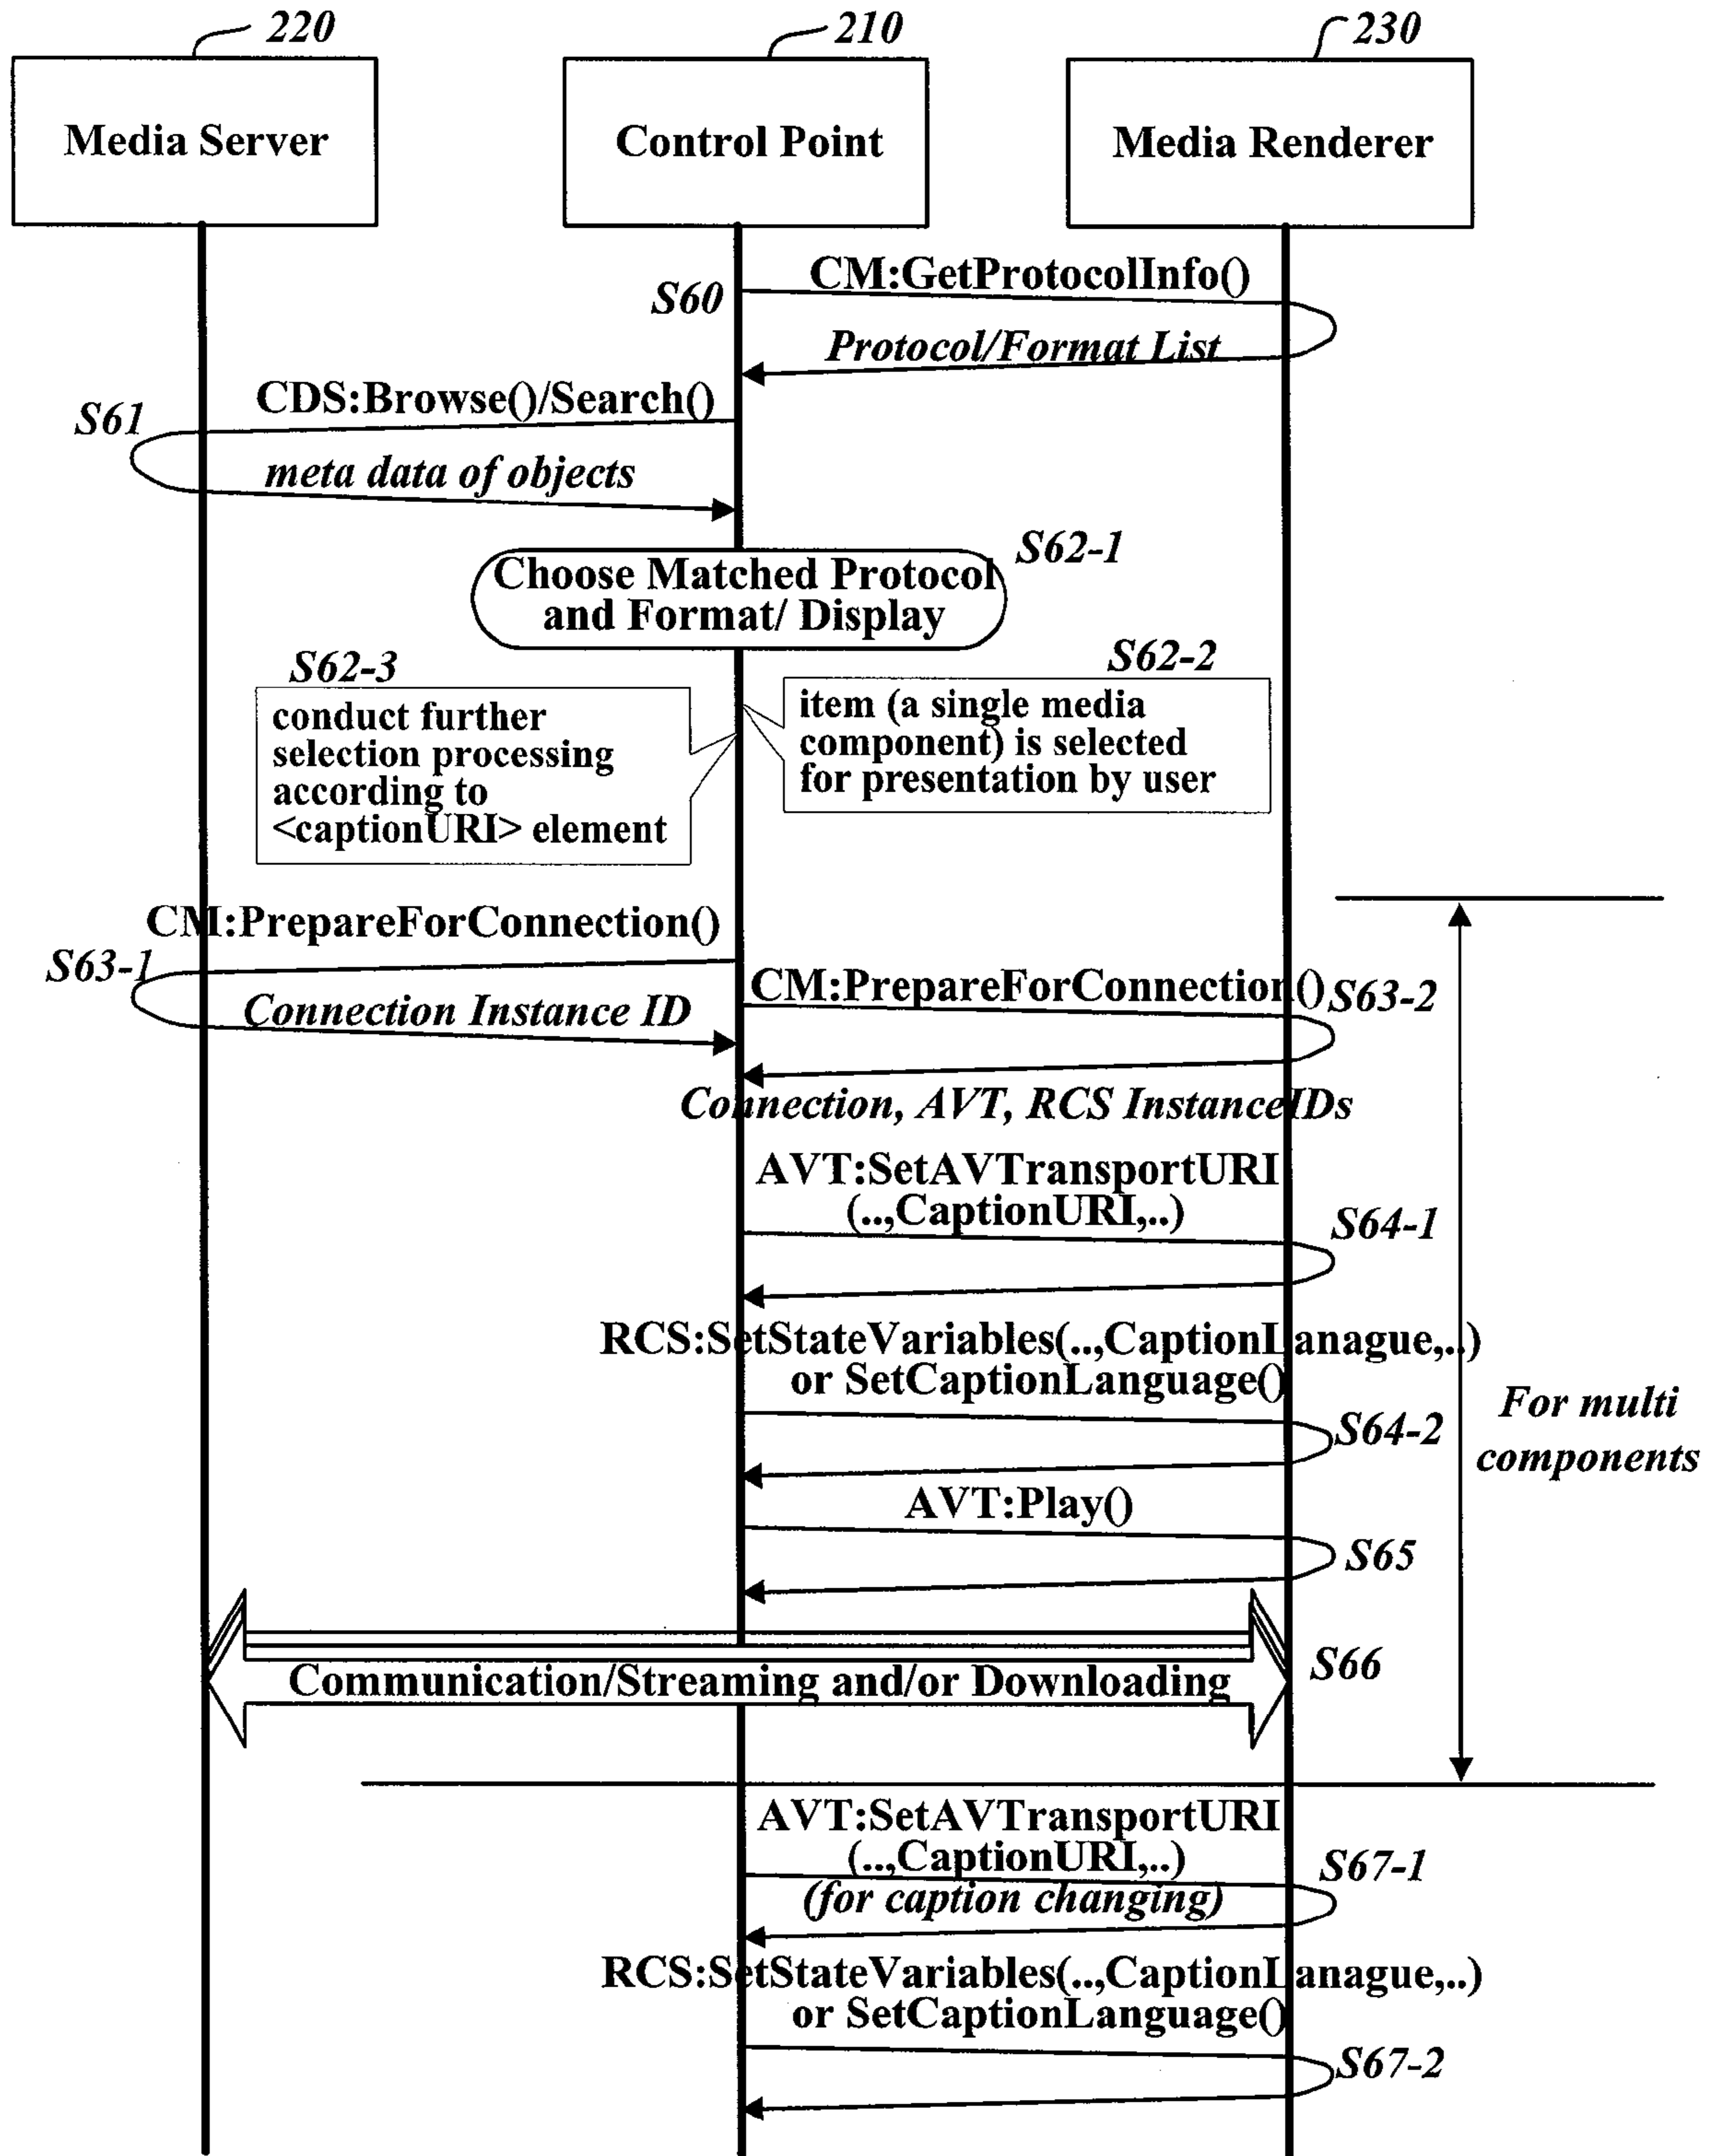 220
210
230
Media Server
Control Point
Media Renderer
CM:GetProtocolInfo()
S60
Protocol/Format List
CDS:Browse()/Search()
S61
meta data of objects
S62-1
Choose Matched Protocol
and Format/ Display
S62-3
S62-2
conduct further
selection processing
according to
<captionURI> element
item (a single media
component) is selected
for presentation by user
CM:PrepareForConnection()
S63-1
Connection Instance ID
CM:PrepareForConnection()
S63-2
Connection, AVT, RCS InstanceIDs
AVT:SetAVTransportURI
(..,CaptionURI,..)
S64-1
RCS:SetStateVariables(..,CaptionLanague,..)
or SetCaptionLanguage()
S64-2
For multi
components
AVT:Play()
S65
Communication/Streaming and/or Downloading
S66
AVT:SetAVTransportURI
(..,CaptionURI,..)
(for caption changing)
S67-1
RCS:SetStateVariables(..,CaptionLanague,..)
or SetCaptionLanguage()
S67-2